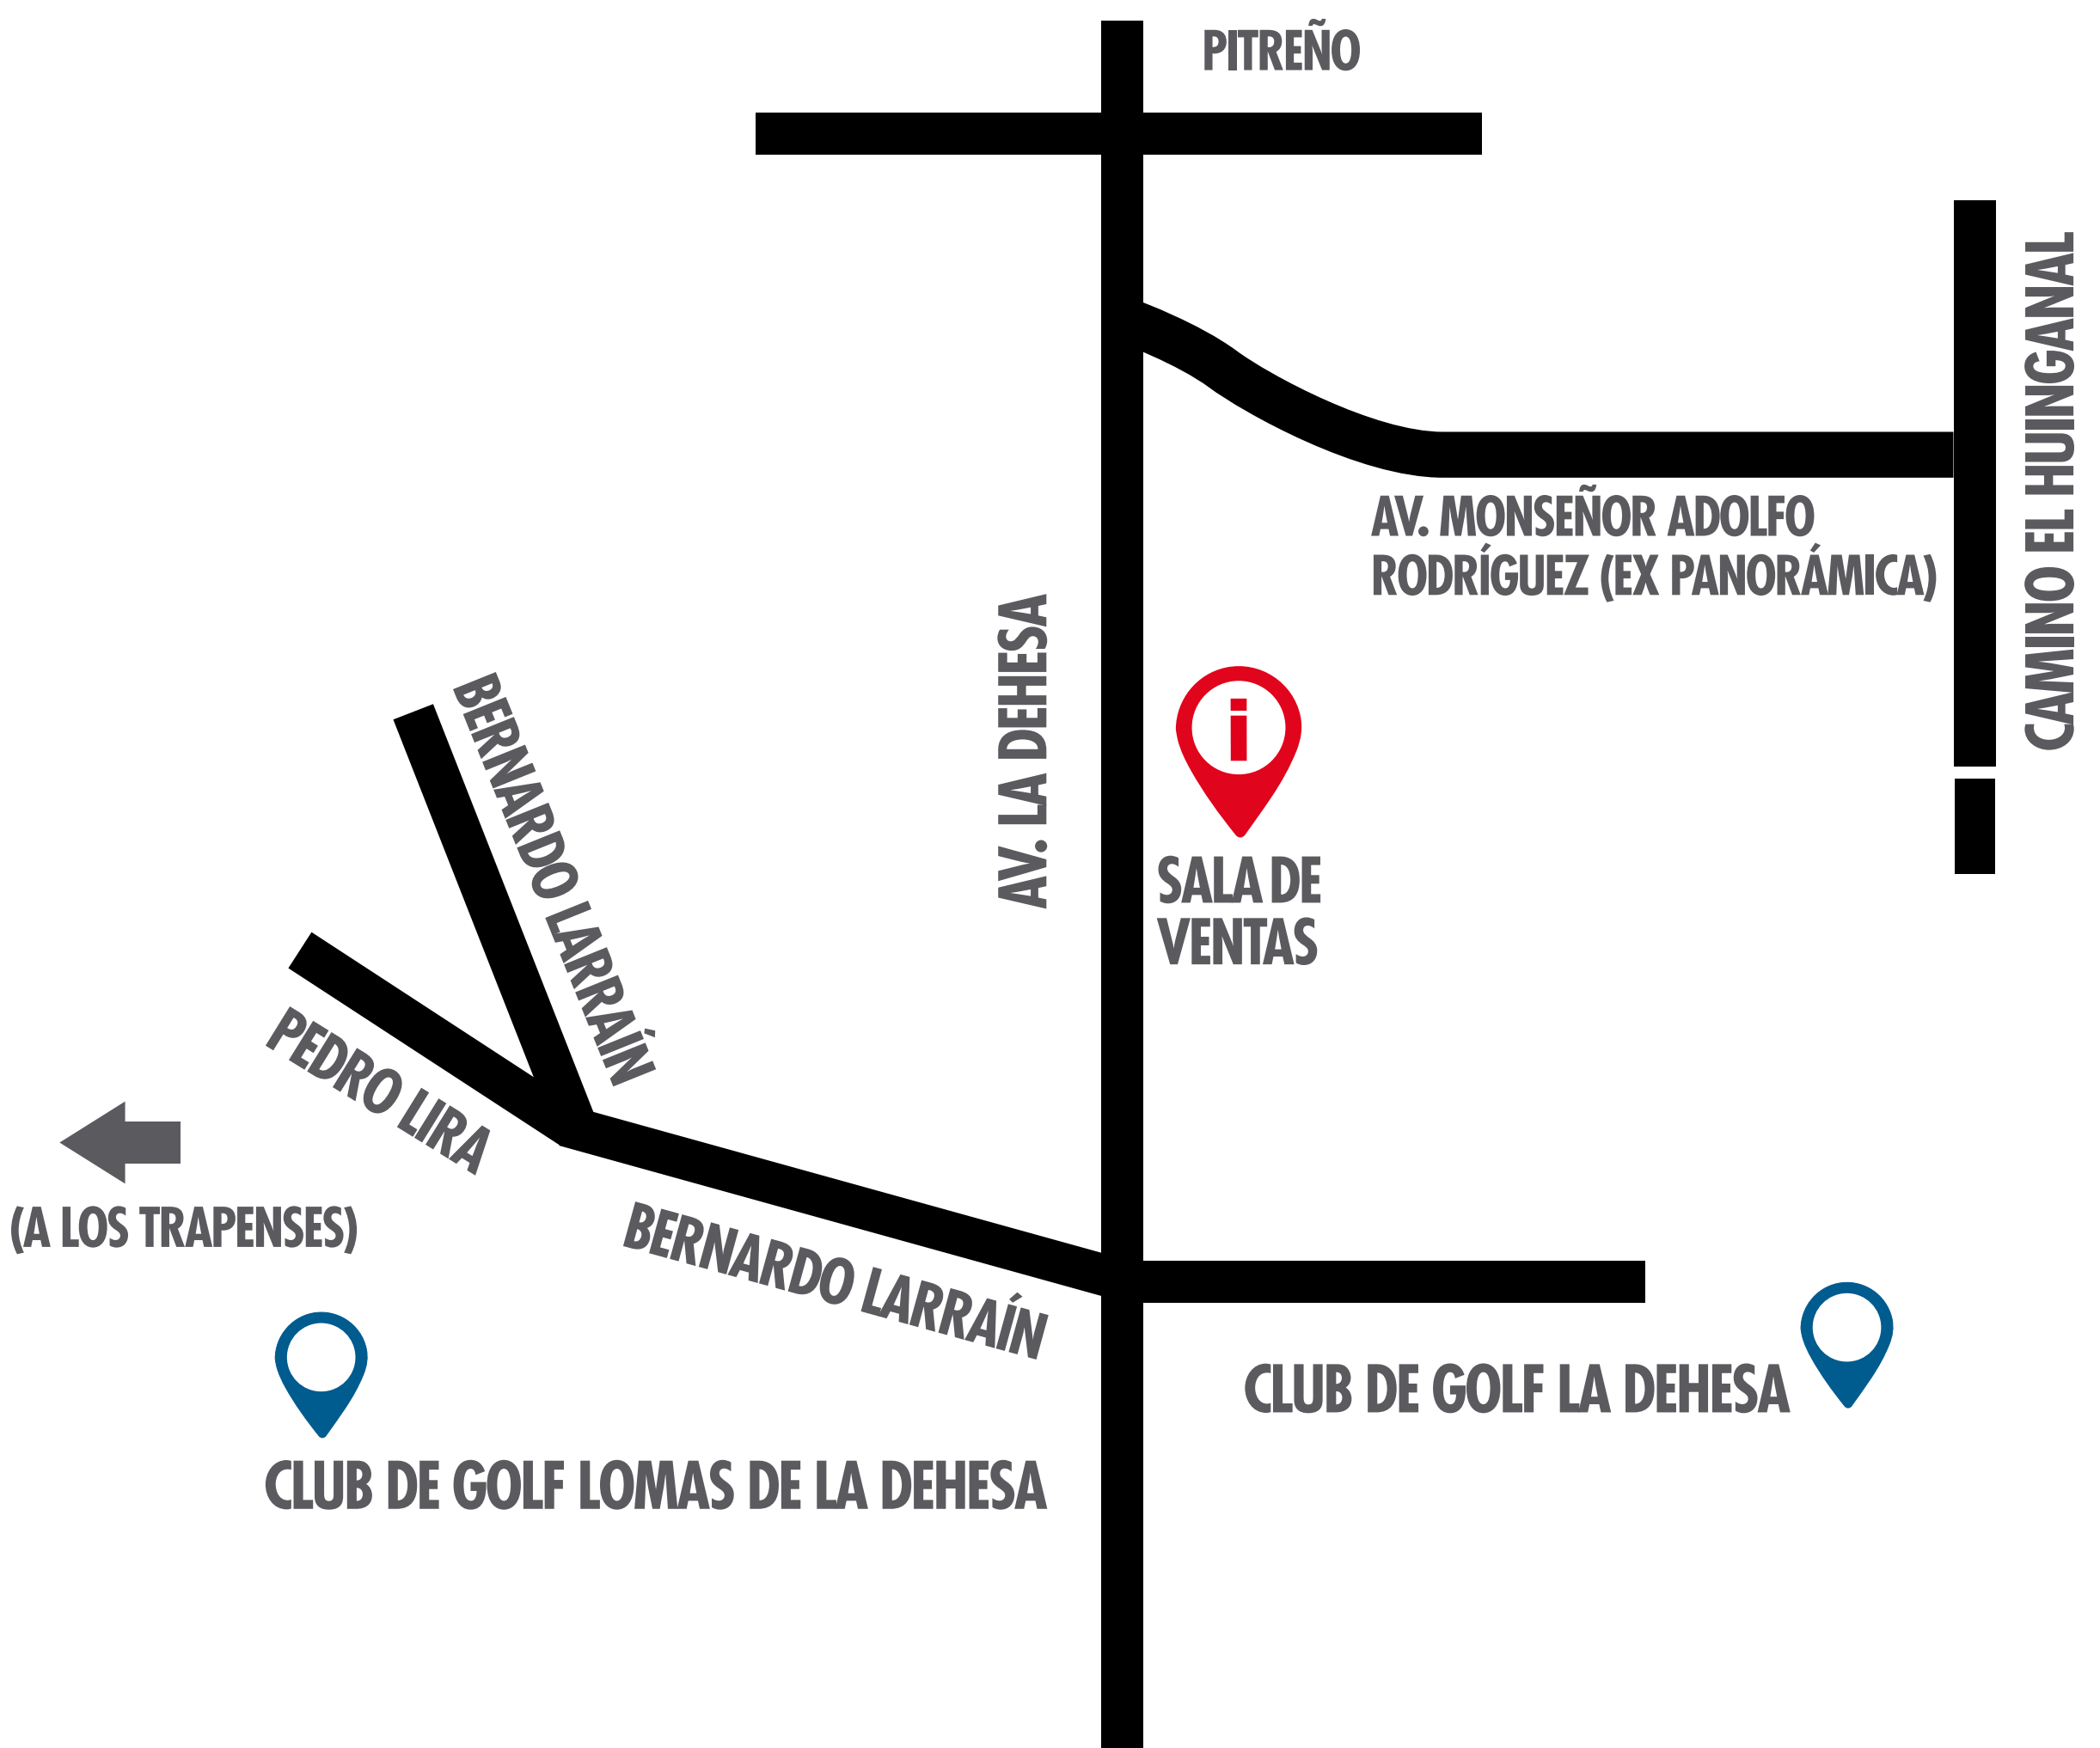 PITREÑO
CAMINO EL HUINGANAL
AV. MONSEÑOR ADOLFO
RODRÍGUEZ (EX PANORÁMICA)
AV. LA DEHESA
i
BERNARDO LARRAÍN
SALA DE
VENTAS
PEDRO LIRA
(A LOS TRAPENSES)
BERNARDO LARRAÍN
CLUB DE GOLF LA DEHESA
CLUB DE GOLF LOMAS DE LA DEHESA